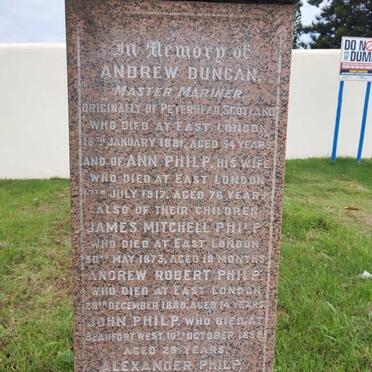 In Memory of
ANDREW DUNCAN,
MASTER MARINER
ORIGINALLY OF PETERHEAD, SCOTLAND
WHO DIED AT EAST LONDON
18TH JANUARY 1881, AGED 54 YEARS
AND OF ANN PHILP, HIS WIFE
WHO DIED AT EAST LONDON
JULY 1917, AGED 76 YEARS
ALSO OF THEIR CHILDREN
JAMES MITCHELL PHILP
WHO DIED AT EAST LONDON
30TH MAY 1873, AGED 18 MONTHS
ANDREW ROBERT PHILP
WHO DIED AT EAST LONDON
28TH DECEMBER 1880, AGED 14 YEARS
JOHN PHILP, WHO DIED AT
BEAUFORT WEST 10TH OCTOBER
AGED 29 YEARS.
ALEXANDER PHILP.
DO NO
DUM